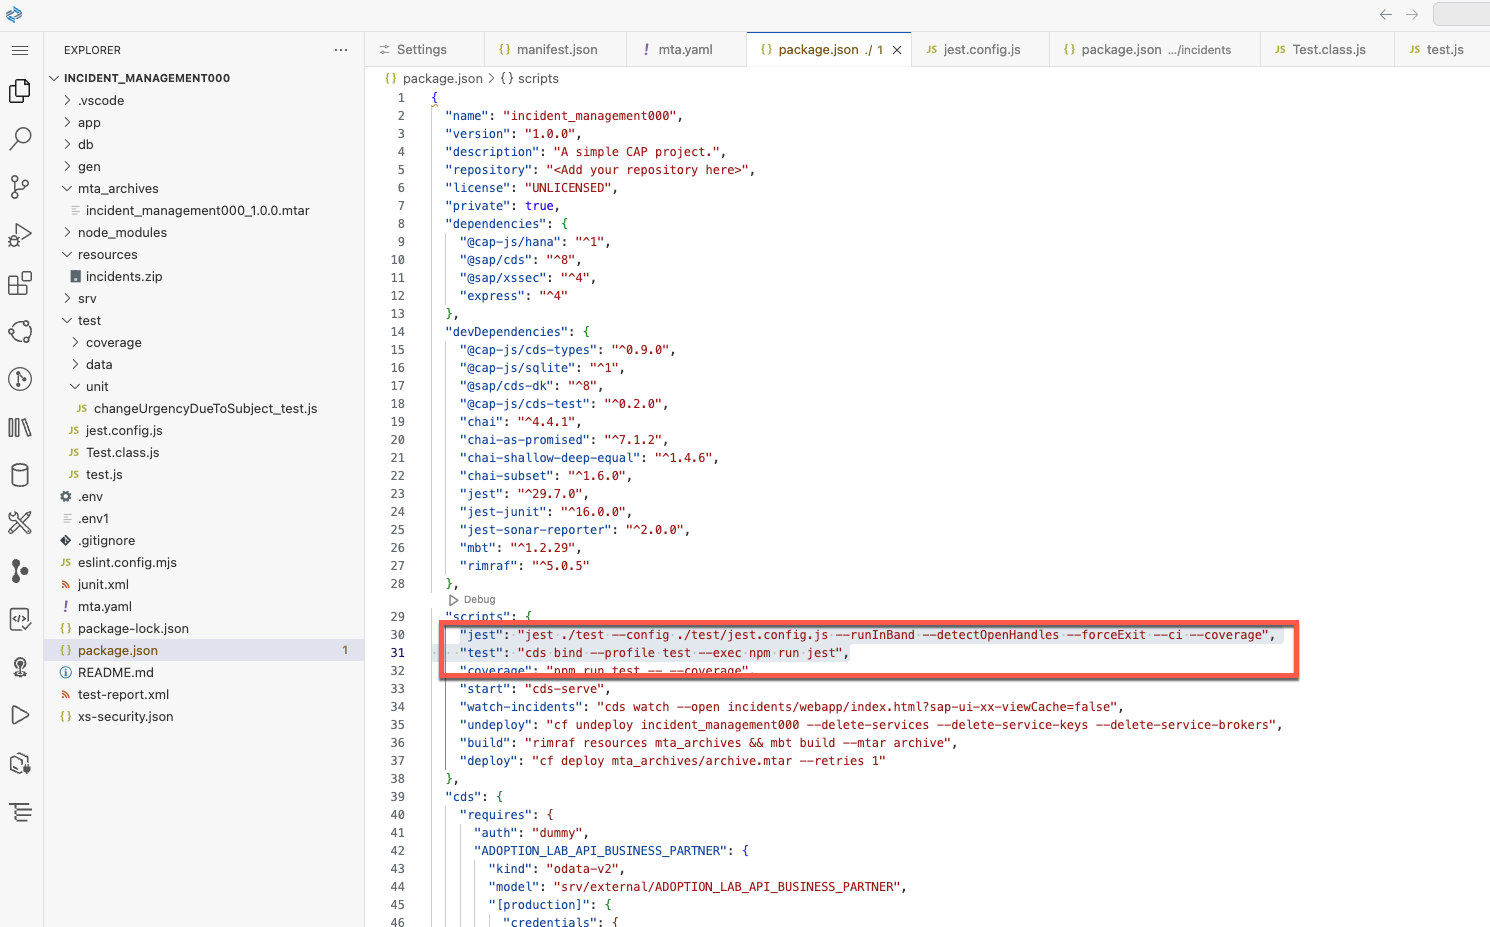 EXPLORER
INCIDENT_MANAGEMENT000
.vscode
app
db
gen
mta_archives
incident_management000_1.0.0.mtar
node_modules
resources
incidents.zip
srv
test
coverage
data
unit
JS changeUrgencyDueToSubject_test.js
JS jest.config.js
JS Test.class.js
JS test.js
.env
.env1
.gitignore
JS eslint.config.mjs
junit.xml
! mta.yaml
{} package-lock.json
{} package.json 1
README.md
test-report.xml
{} xs-security.json
Settings
{} manifest.json
! mta.yaml
{} package.json ./ 1
JS jest.config.js
{} package.json .../incidents
JS Test.class.js
JS test.js
{} package.json > {} scripts
1 {
2 "name": "incident_management000",
3 "version": "1.0.0",
4 "description": "A simple CAP project.",
5 "repository": "<Add your repository here>",
6 "license": "UNLICENSED",
7 "private": true,
8 "dependencies": {
9 "@cap-js/hana": "^1",
10 "@sap/cds": "^8",
11 "@sap/xssec": "^4",
12 "express": "^4"
13 },
14 "devDependencies": {
15 "@cap-js/cds-types": "^0.9.0",
16 "@cap-js/sqlite": "^1",
17 "@sap/cds-dk": "^8",
18 "@cap-js/cds-test": "^0.2.0",
19 "chai": "^4.4.1",
20 "chai-as-promised": "^7.1.2",
21 "chai-shallow-deep-equal": "^1.4.6",
22 "chai-subset": "^1.6.0",
23 "jest": "^29.7.0",
24 "jest-junit": "^16.0.0",
25 "jest-sonar-reporter": "^2.0.0",
26 "mbt": "^1.2.29",
27 "rimraf": "^5.0.5"
28 },
Debug
29 "scripts": {
30 "jest": "jest ./test --config ./test/jest.config.js --runInBand --detectOpenHandles --forceExit --ci --coverage",
31 "test": "cds bind --profile test --exec npm run jest",
32 "coverage": "npm run test -- --coverage",
33 "start": "cds-serve",
34 "watch-incidents": "cds watch --open incidents/webapp/index.html?sap-ui-xx-viewCache=false",
35 "undeploy": "cf undeploy incident_management000 --delete-services --delete-service-keys --delete-service-brokers",
36 "build": "rimraf resources mta_archives && mbt build --mtar archive",
37 "deploy": "cf deploy mta_archives/archive.mtar --retries 1"
38 },
39 "cds": {
40 "requires": {
41 "auth": "dummy",
42 "ADOPTION_LAB_API_BUSINESS_PARTNER": {
43 "kind": "odata-v2",
44 "model": "srv/external/ADOPTION_LAB_API_BUSINESS_PARTNER",
45 "[production]": {
46 "credentials": {